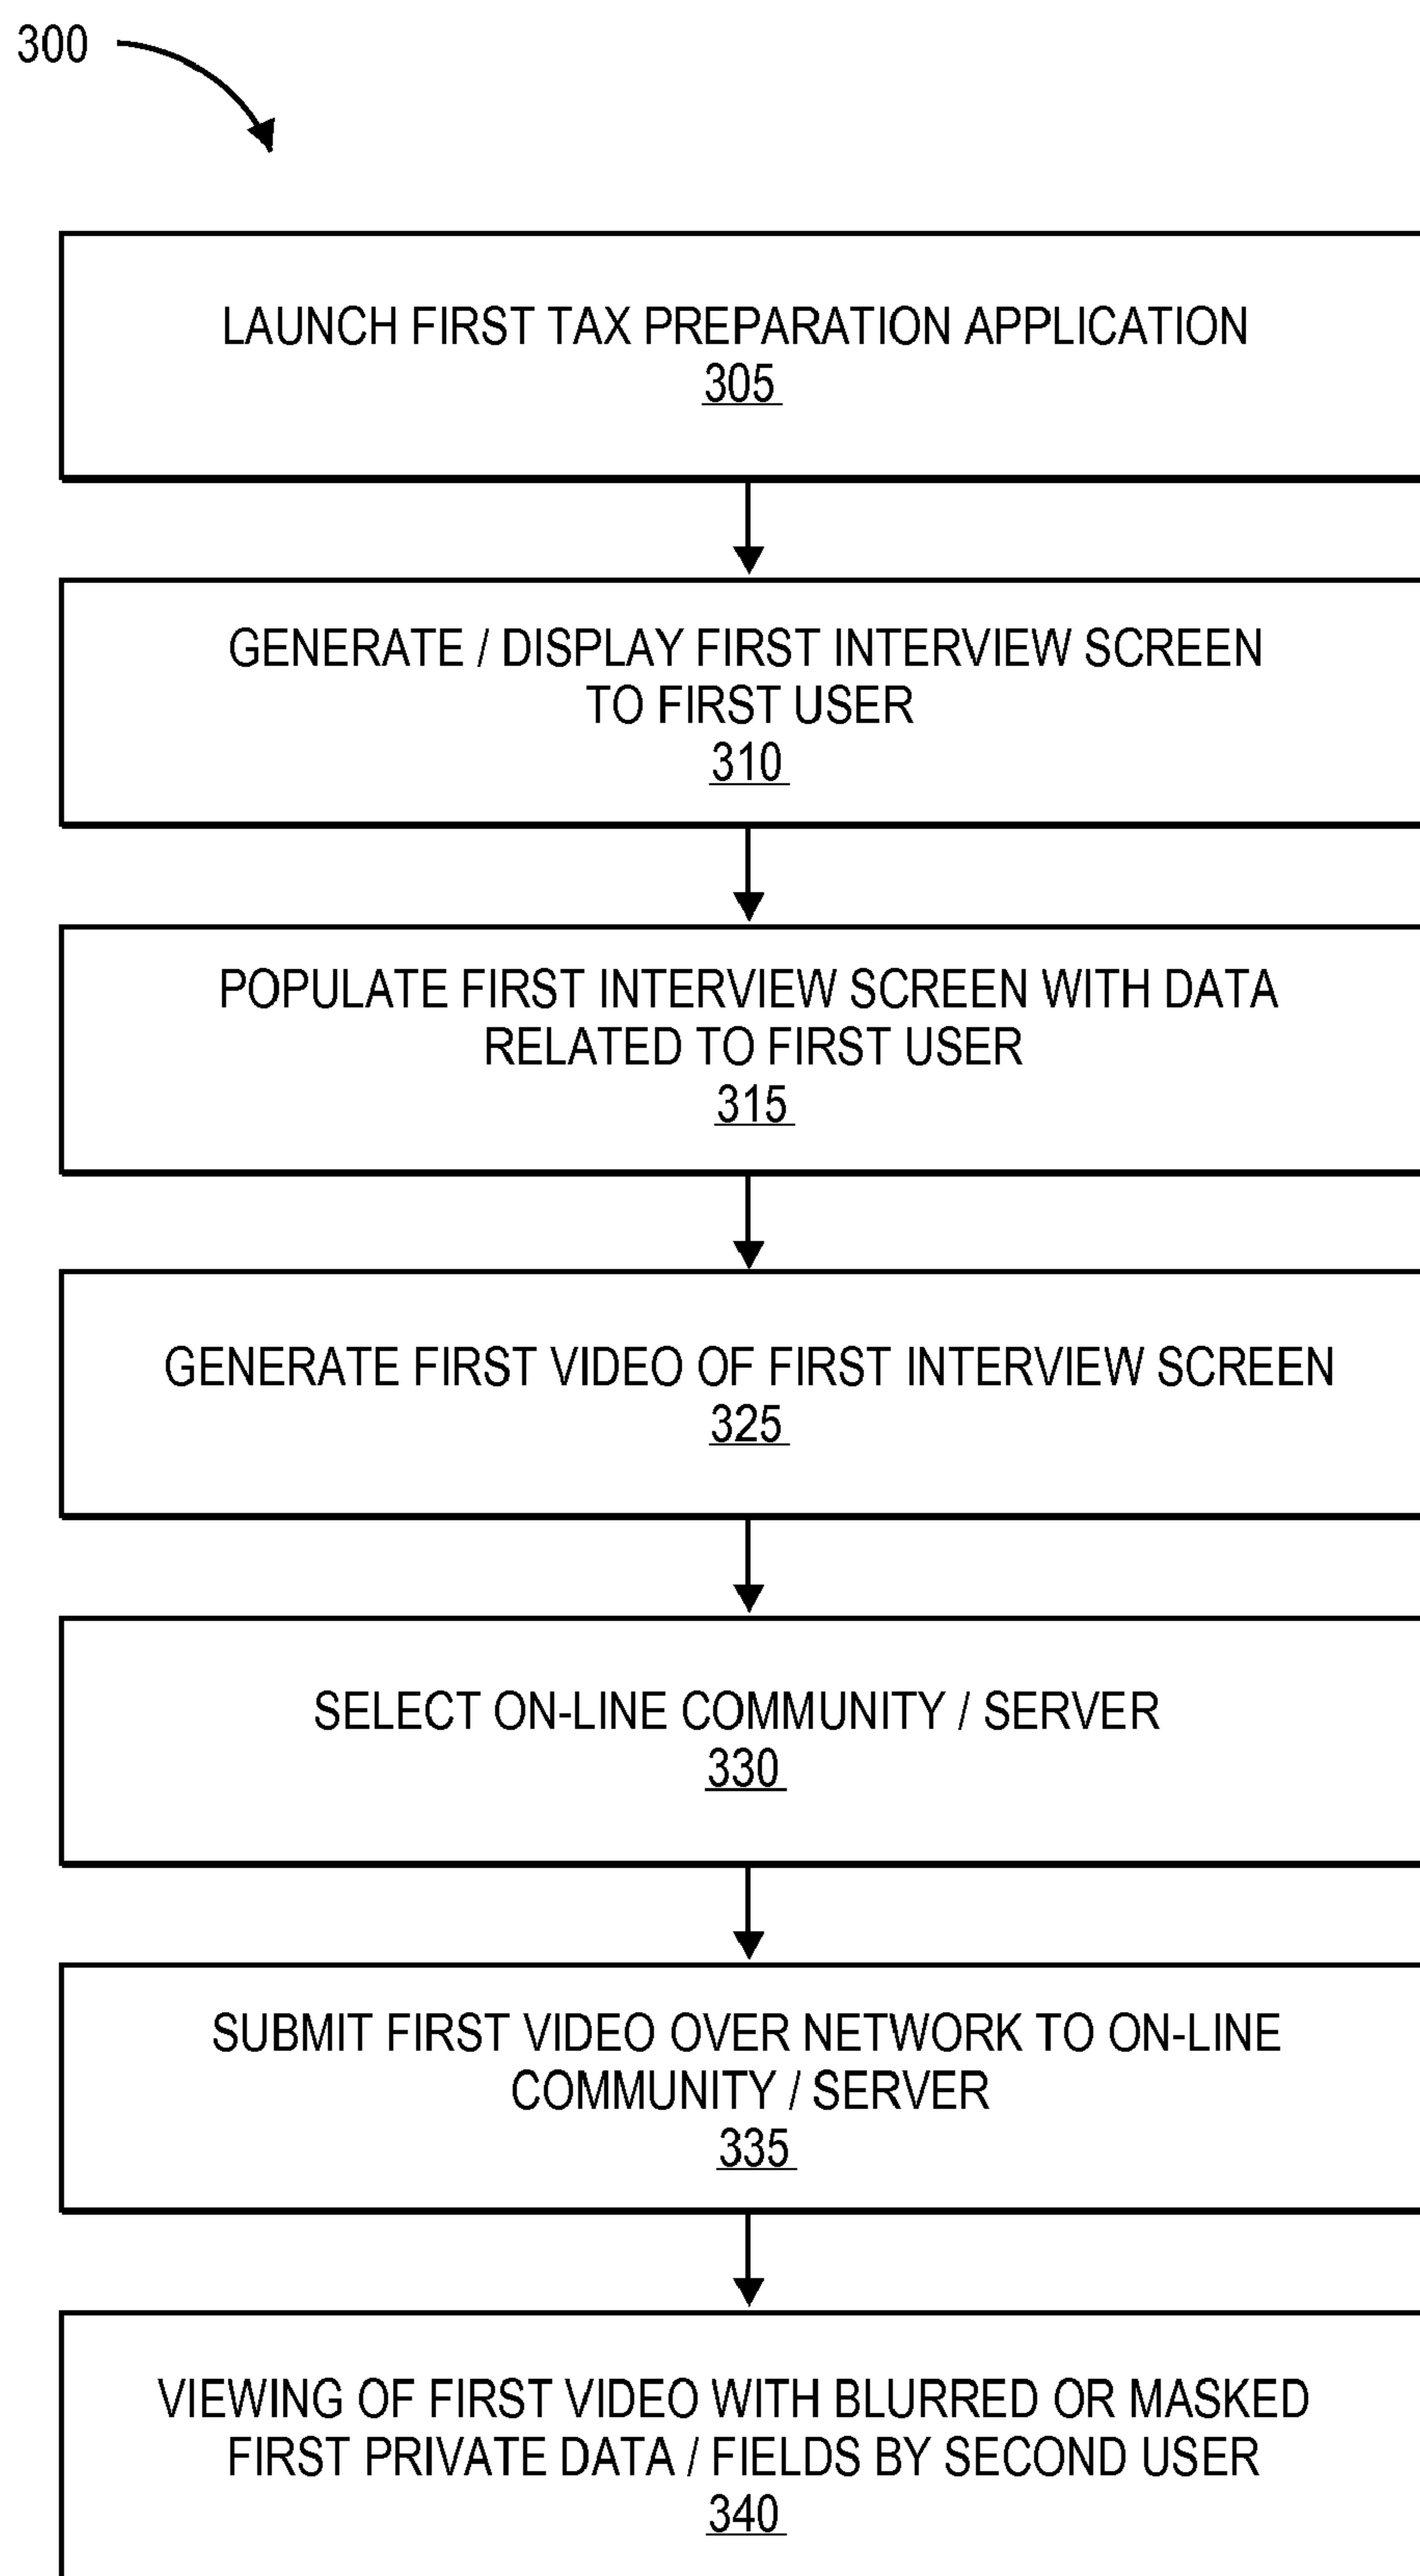 300
LAUNCH FIRST TAX PREPARATION APPLICATION
305
GENERATE / DISPLAY FIRST INTERVIEW SCREEN
TO FIRST USER
310
POPULATE FIRST INTERVIEW SCREEN WITH DATA
RELATED TO FIRST USER
315
GENERATE FIRST VIDEO OF FIRST INTERVIEW SCREEN
325
SELECT ON-LINE COMMUNITY / SERVER
330
SUBMIT FIRST VIDEO OVER NETWORK TO ON-LINE
COMMUNITY / SERVER
335
VIEWING OF FIRST VIDEO WITH BLURRED OR MASKED
FIRST PRIVATE DATA / FIELDS BY SECOND USER
340